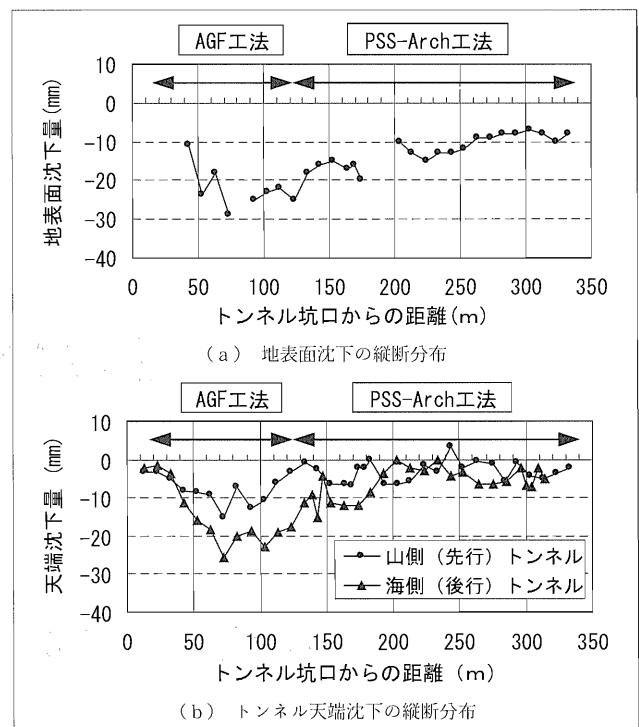 AGF工法 PSS-Arch工法
地表面沈下量(mm)
10
0
-10
-20
-30
-40
0 50 100 150 200 250 300 350
トンネル坑口からの距離(m)
(a) 地表面沈下の縦断分布
AGF工法 PSS-Arch工法
天端沈下量 (mm)
10
0
-10
-20
-30
-40
山側(先行)トンネル
海側(後行)トンネル
0 50 100 150 200 250 300 350
トンネル坑口からの距離 (m)
(b) トンネル天端沈下の縦断分布